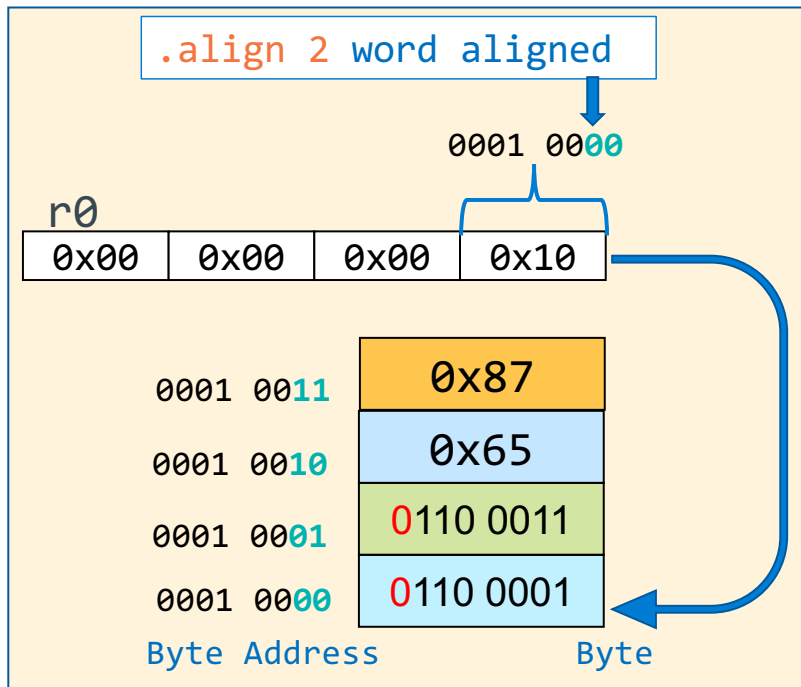 .align 2 word aligned
0001 0000
r0
0x00 0x00 0x00 0x10
0001 0011 0x87
0001 0010 0x65
0001 0001 0110 0011
0001 0000 0110 0001
Byte Address Byte